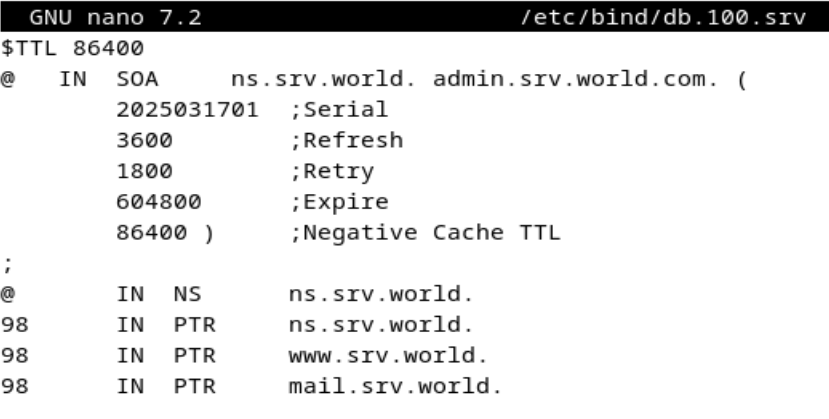 GNU nano 7.2 /etc/bind/db.100.srv
$TTL 86400
@ IN SOA ns.srv.world. admin.srv.world.com. (
2025031701 ;Serial
3600 ;Refresh
1800 ;Retry
604800 ;Expire
86400 ) ;Negative Cache TTL
;
@ IN NS ns.srv.world.
98 IN PTR ns.srv.world.
98 IN PTR www.srv.world.
98 IN PTR mail.srv.world.